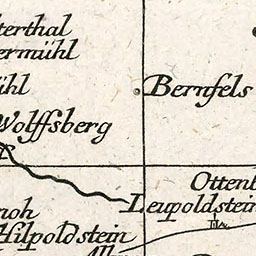 terthal
ermühl
ühl
Bernfels
Wolffsberg
Ottenb
Leupoldstein
noh
Hilpoldstein